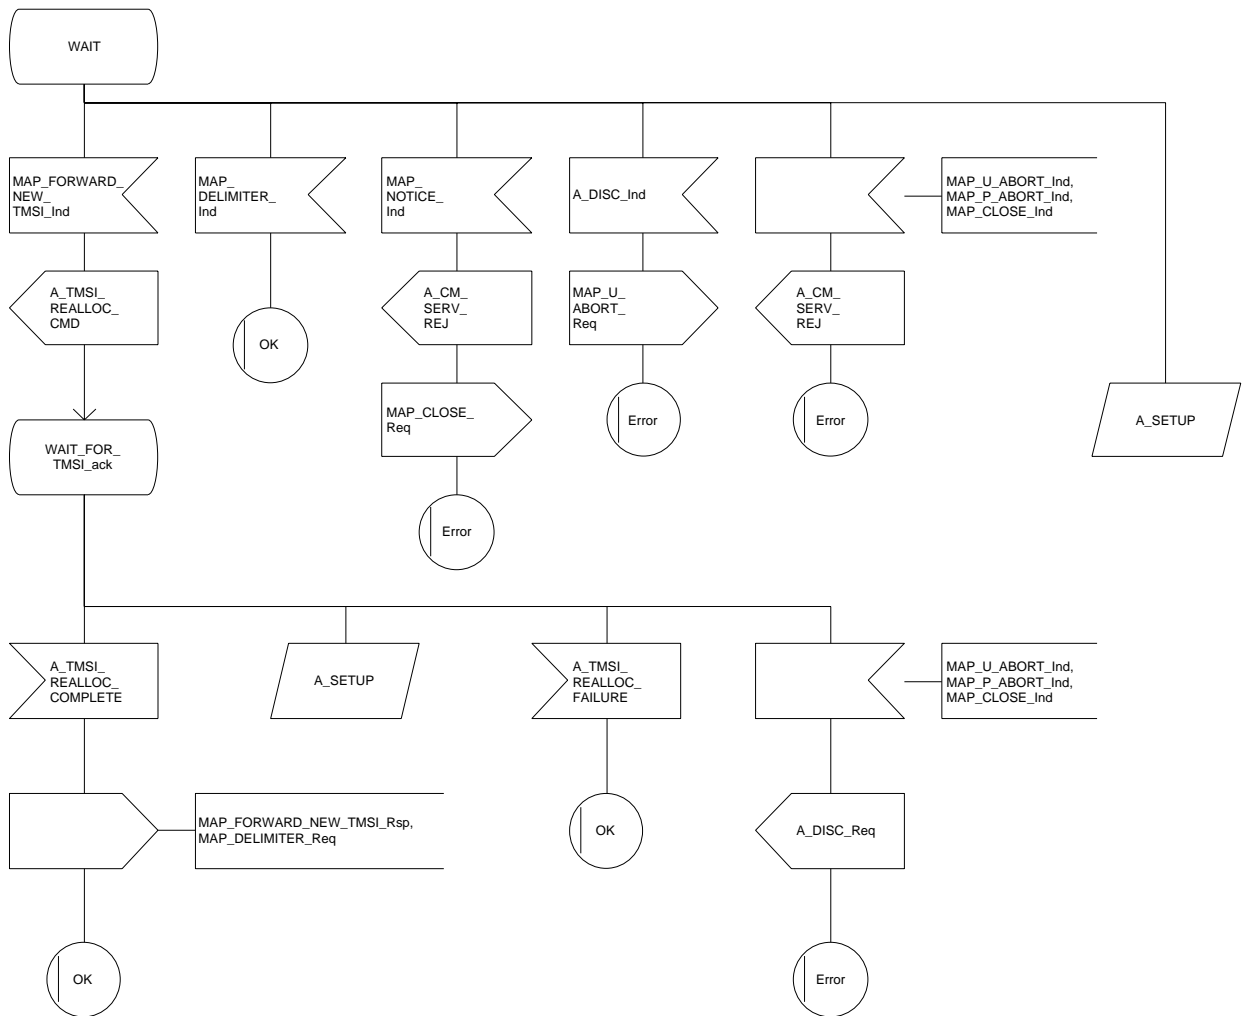 WAIT
MAP_FORWARD_
NEW_
TMSI_Ind
MAP_
DELIMITER_
Ind
MAP_
NOTICE_
Ind
A_DISC_Ind
MAP_U_ABORT_Ind,
MAP_P_ABORT_Ind,
MAP_CLOSE_Ind
A_TMSI_
REALLOC_
CMD
OK
A_CM_
SERV_
REJ
MAP_U_
ABORT_
Req
A_CM_
SERV_
REJ
MAP_CLOSE_
Req
Error
Error
A_SETUP
WAIT_FOR_
TMSI_ack
Error
A_TMSI_
REALLOC_
COMPLETE
A_SETUP
A_TMSI_
REALLOC_
FAILURE
MAP_U_ABORT_Ind,
MAP_P_ABORT_Ind,
MAP_CLOSE_Ind
MAP_FORWARD_NEW_TMSI_Rsp,
MAP_DELIMITER_Req
OK
A_DISC_Req
OK
Error